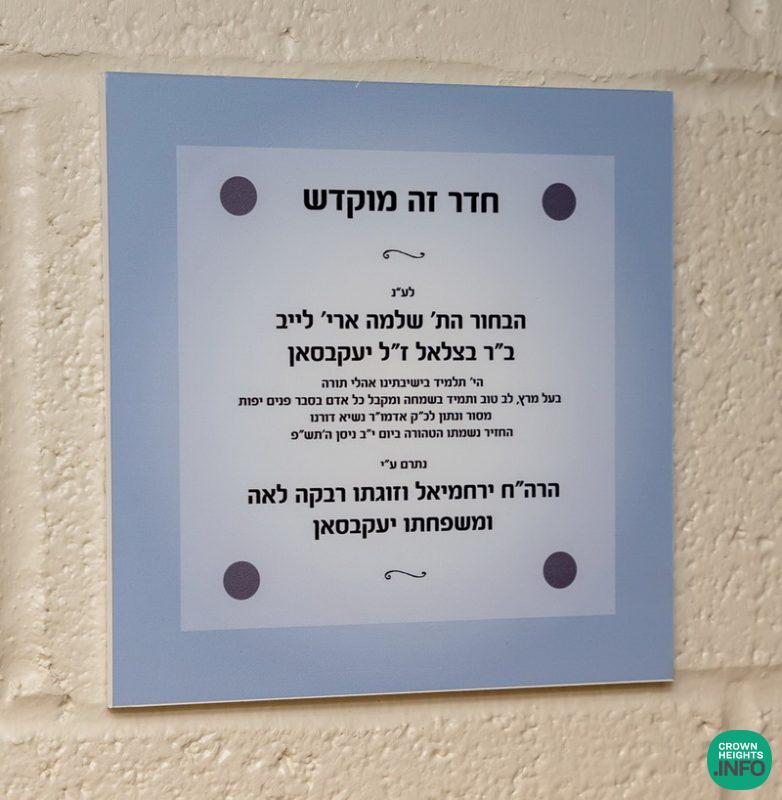 חדר זה מוקדש
לע"נ
הבחור הת' שלמה ארי' לייב
ב"ר בצלאל ז"ל יעקבסאן
הי' תלמיד בישיבתינו אהלי תורה
בעל מרץ, לב טוב ותמיד בשמחה ומקבל כל אדם בסבר פנים יפות
מסור ונתון לכ"ק אדמו"ר נשיא דורנו
החזיר נשמתו הטהורה ביום י"ב ניסן ה'תש"פ
נתרם ע"י
הרה"ח ירחמיאל וזוגתו רבקה לאה
ומשפחתו יעקבסאן
CROWN
HEIGHTS
.INFO